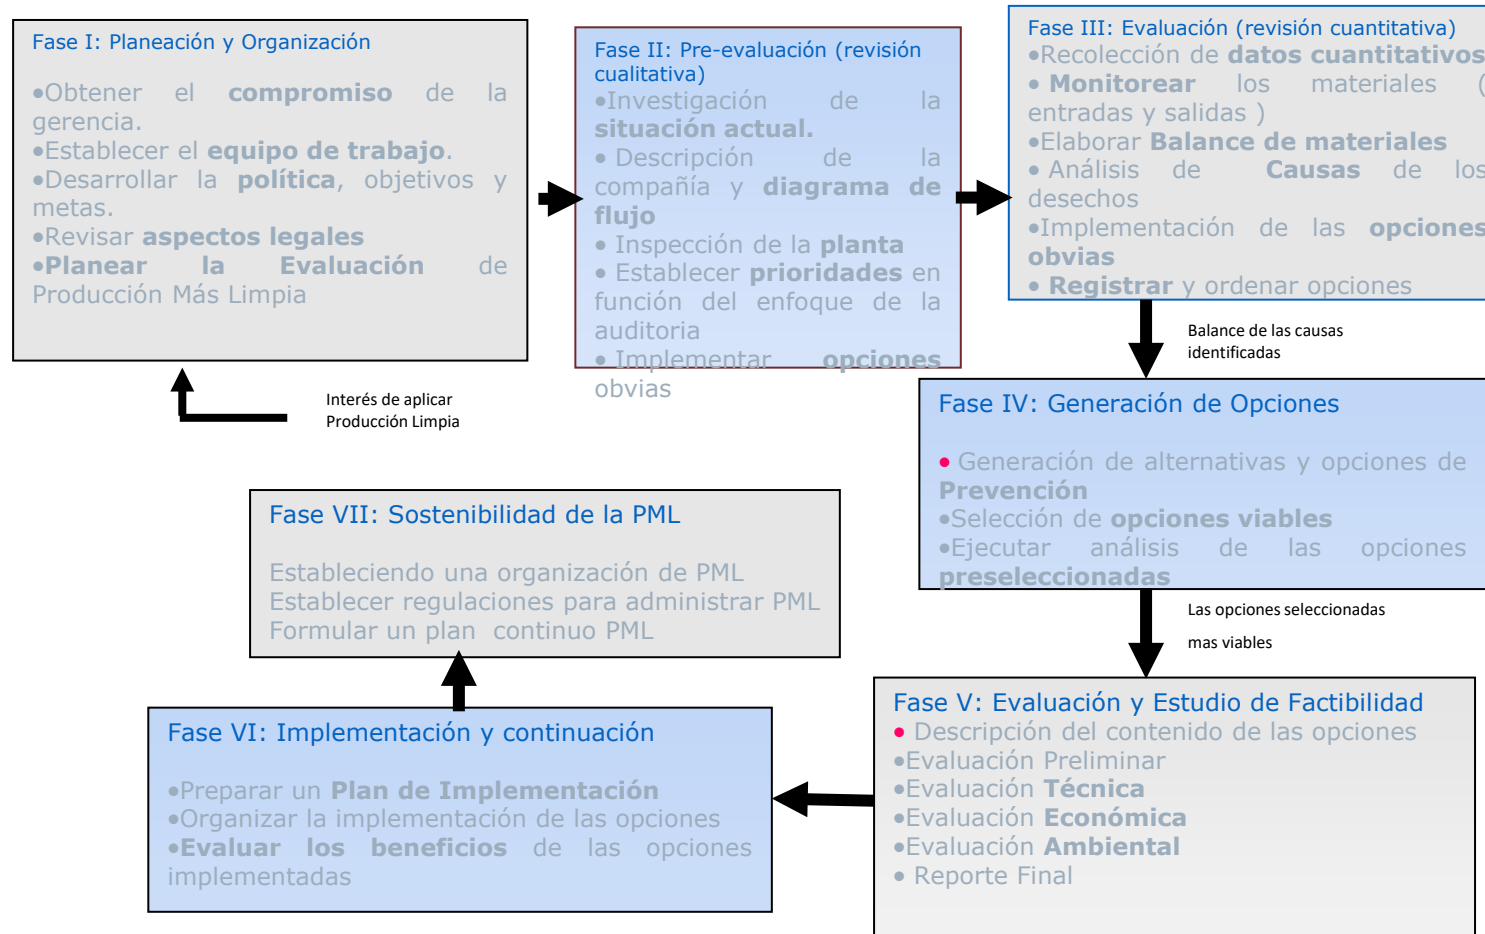 Fase I: Planeación y Organización
•Obtener el compromiso de la
gerencia.
•Establecer el equipo de trabajo.
•Desarrollar la política, objetivos y
metas.
•Revisar aspectos legales
•Planear la Evaluación de
Producción Más Limpia
Interés de aplicar
Producción Limpia
Fase II: Pre-evaluación (revisión
cualitativa)
•Investigación de la
situación actual.
• Descripción de la
compañía y diagrama de
flujo
• Inspección de la planta
• Establecer prioridades en
función del enfoque de la
auditoria
• Implementar opciones
obvias
Fase III: Evaluación (revisión cuantitativa)
•Recolección de datos cuantitativos
• Monitorear los materiales (
entradas y salidas )
•Elaborar Balance de materiales
• Análisis de Causas de los
desechos
•Implementación de las opciones
obvias
• Registrar y ordenar opciones
Balance de las causas
identificadas
Fase IV: Generación de Opciones
• Generación de alternativas y opciones de
Prevención
•Selección de opciones viables
•Ejecutar análisis de las opciones
preseleccionadas
Las opciones seleccionadas
mas viables
Fase V: Evaluación y Estudio de Factibilidad
• Descripción del contenido de las opciones
•Evaluación Preliminar
•Evaluación Técnica
•Evaluación Económica
•Evaluación Ambiental
• Reporte Final
Fase VI: Implementación y continuación
•Preparar un Plan de Implementación
•Organizar la implementación de las opciones
•Evaluar los beneficios de las opciones
implementadas
Fase VII: Sostenibilidad de la PML
Estableciendo una organización de PML
Establecer regulaciones para administrar PML
Formular un plan continuo PML